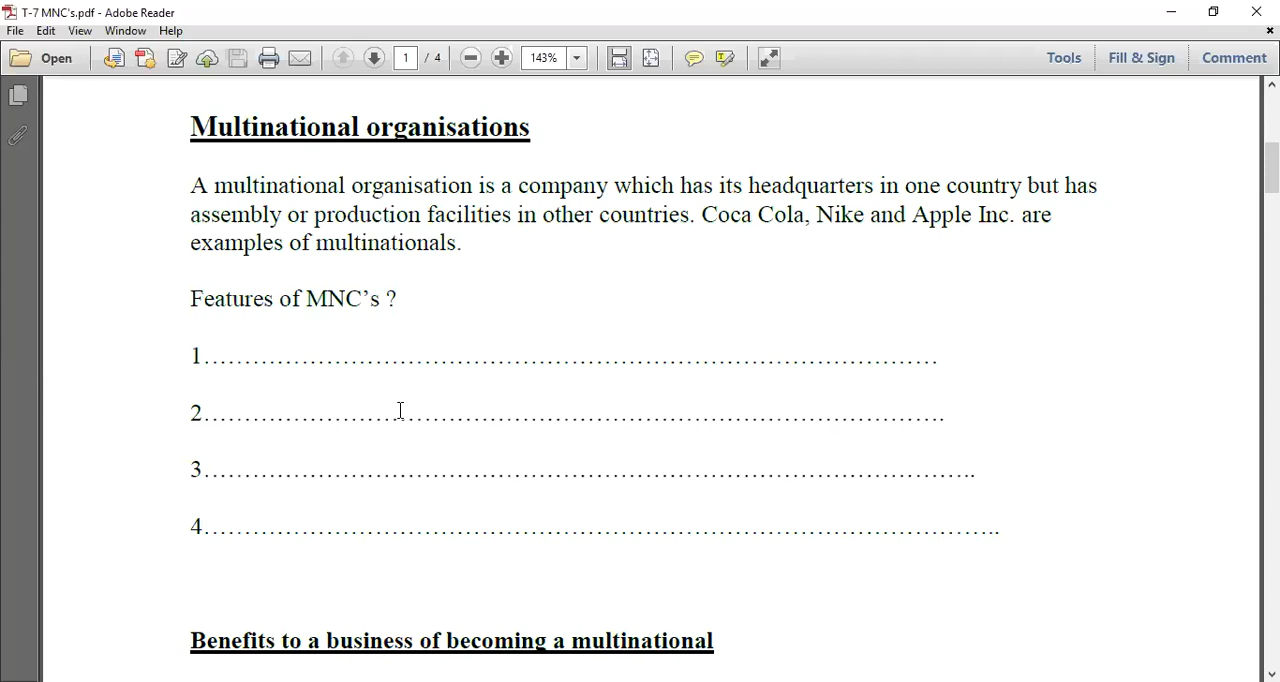 T-7 MNC's.pdf - Adobe Reader
File Edit View Window Help
Open 1 / 4 143% Tools Fill & Sign Comment
Multinational organisations
A multinational organisation is a company which has its headquarters in one country but has
assembly or production facilities in other countries. Coca Cola, Nike and Apple Inc. are
examples of multinationals.
Features of MNC’s ?
1…………………………………………………………………………………
2………………………………………………………………………………….
3……………………………………………………………………………………..
4………………………………………………………………………………………..
Benefits to a business of becoming a multinational